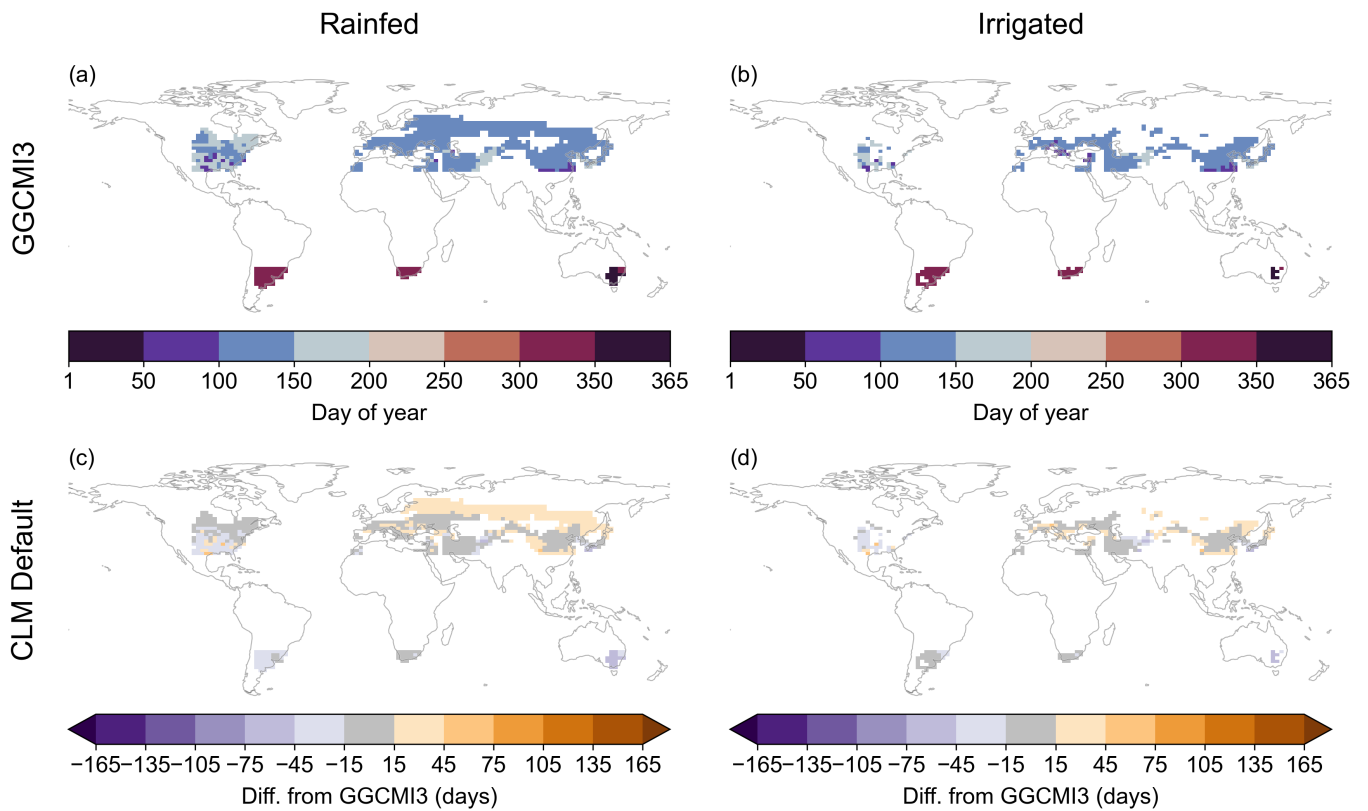 Rainfed
Irrigated
GGCMI3
(a)
(b)
1 50 100 150 200 250 300 350 365
Day of year
1 50 100 150 200 250 300 350 365
Day of year
CLM Default
(c)
(d)
−165 −135 −105 −75 −45 −15 15 45 75 105 135 165
Diff. from GGCMI3 (days)
−165 −135 −105 −75 −45 −15 15 45 75 105 135 165
Diff. from GGCMI3 (days)